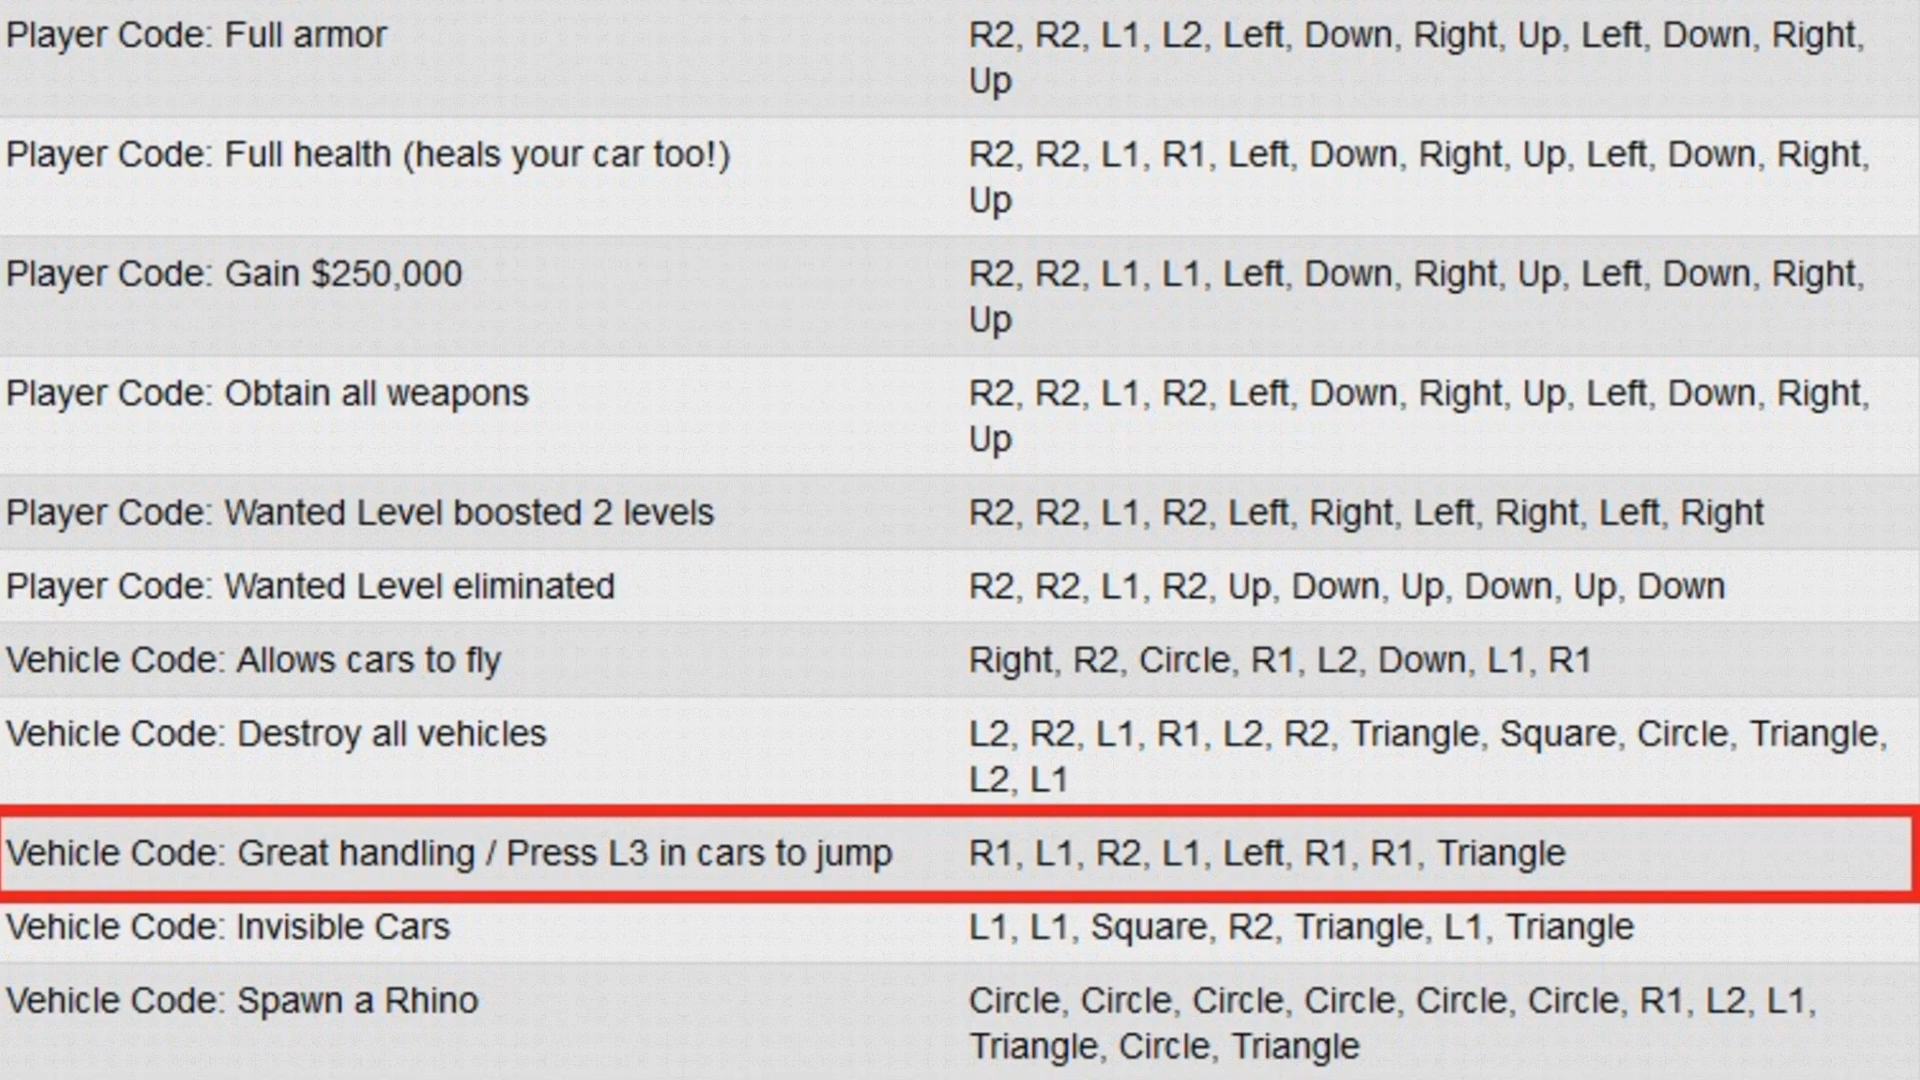 Player Code: Full armor R2, R2, L1, L2, Left, Down, Right, Up, Left, Down, Right,
Up
Player Code: Full health (heals your car too!) R2, R2, L1, R1, Left, Down, Right, Up, Left, Down, Right,
Up
Player Code: Gain $250,000 R2, R2, L1, L1, Left, Down, Right, Up, Left, Down, Right,
Up
Player Code: Obtain all weapons R2, R2, L1, R2, Left, Down, Right, Up, Left, Down, Right,
Up
Player Code: Wanted Level boosted 2 levels R2, R2, L1, R2, Left, Right, Left, Right, Left, Right
Player Code: Wanted Level eliminated R2, R2, L1, R2, Up, Down, Up, Down, Up, Down
Vehicle Code: Allows cars to fly Right, R2, Circle, R1, L2, Down, L1, R1
Vehicle Code: Destroy all vehicles L2, R2, L1, R1, L2, R2, Triangle, Square, Circle, Triangle,
L2, L1
Vehicle Code: Great handling / Press L3 in cars to jump R1, L1, R2, L1, Left, R1, R1, Triangle
Vehicle Code: Invisible Cars L1, L1, Square, R2, Triangle, L1, Triangle
Vehicle Code: Spawn a Rhino Circle, Circle, Circle, Circle, Circle, Circle, R1, L2, L1,
Triangle, Circle, Triangle